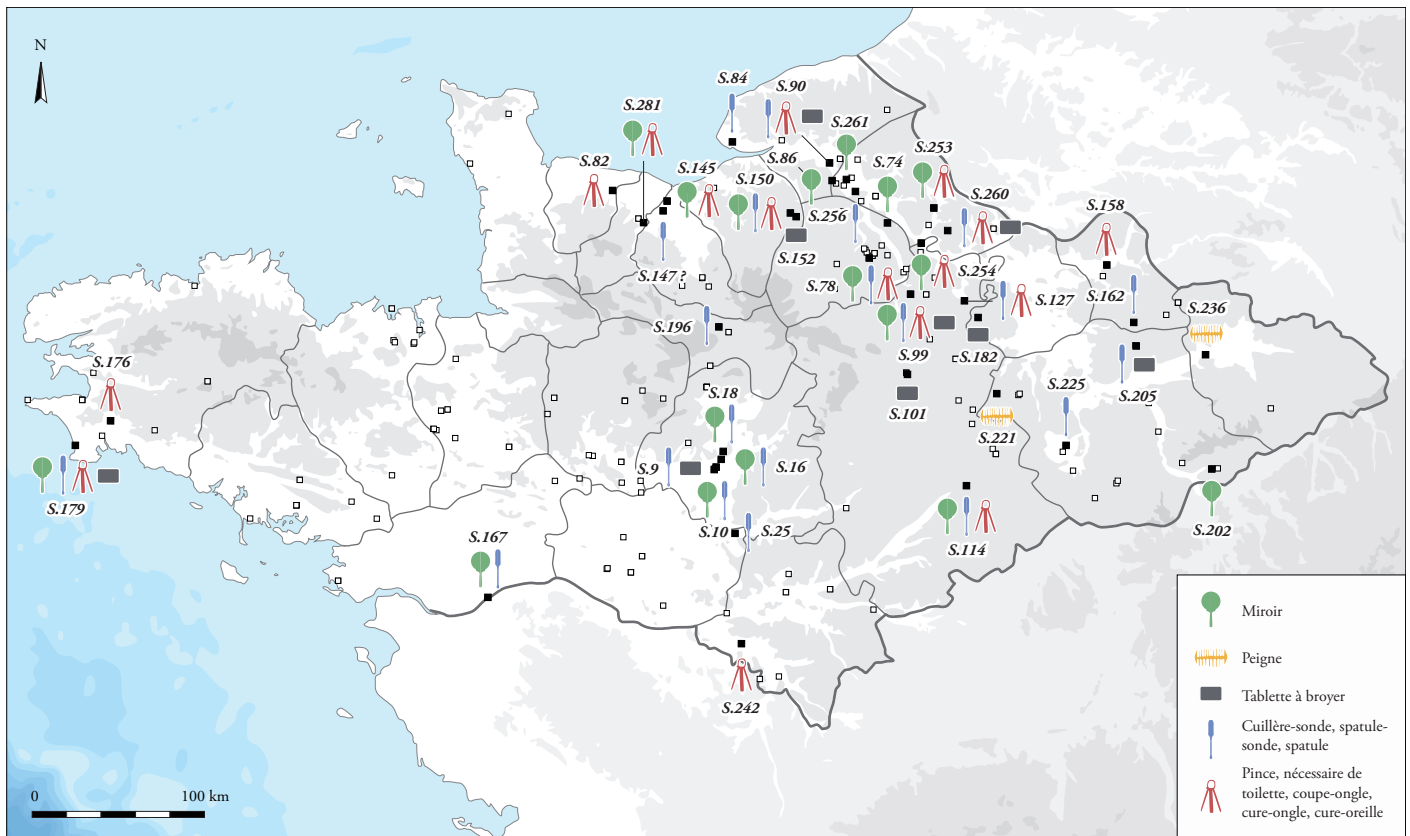 N
S.84
S.90
S.281
S.261
S.82
S.145
S.86
S.74
S.253
S.150
S.256
S.260
S.158
S.152
S.147 ?
S.78
S.254
S.127
S.162
S.236
S.196
S.99
S.182
S.205
S.176
S.18
S.101
S.225
S.221
S.9
S.16
S.179
S.10
S.25
S.114
S.202
S.167
S.242
Miroir
Peigne
Tablette à broyer
Cuillère-sonde, spatule-
sonde, spatule
Pince, nécessaire de
toilette, coupe-ongle,
cure-ongle, cure-oreille
0 100 km